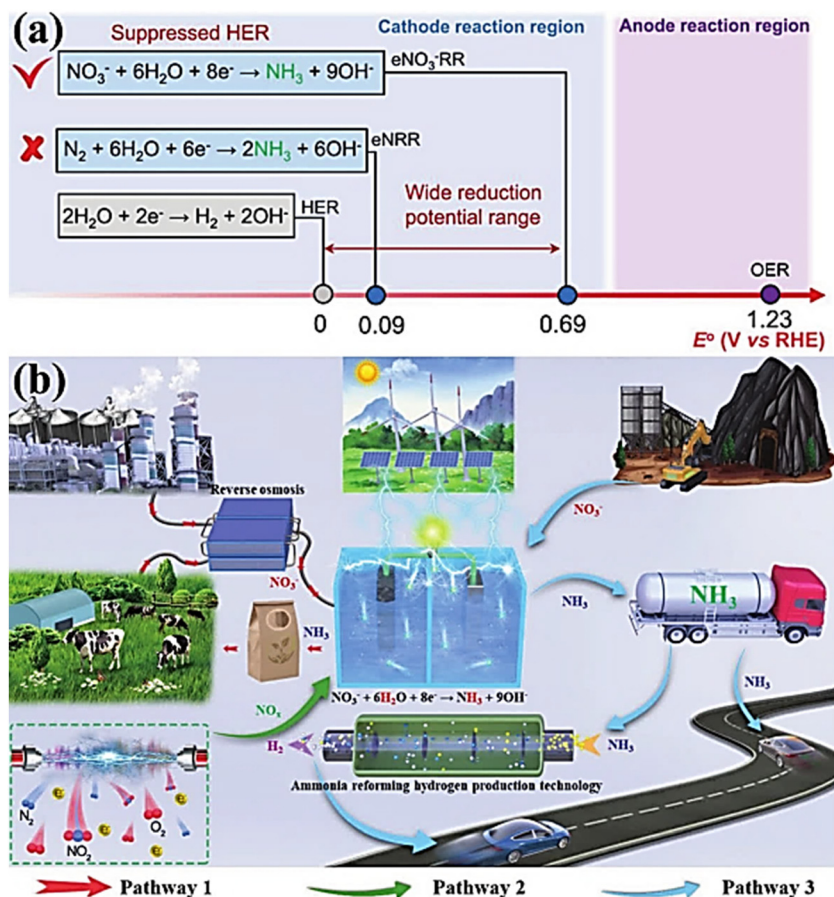 (a)
Suppressed HER
Cathode reaction region
Anode reaction region
NO₃⁻ + 6H₂O + 8e⁻ → NH₃ + 9OH⁻
eNO₃⁻RR
N₂ + 6H₂O + 6e⁻ → 2NH₃ + 6OH⁻
eNRR
2H₂O + 2e⁻ → H₂ + 2OH⁻
HER
Wide reduction
potential range
OER
0
0.09
0.69
1.23
E° (V vs RHE)
(b)
Reverse osmosis
NO₃⁻
NO₃⁻
NH₃
NH₃
NH₃
NH₃
NO₃⁻ + 6H₂O + 8e⁻ → NH₃ + 9OH⁻
NOₓ
H₂
NH₃
Ammonia reforming hydrogen production technology
N₂
O₂
NO₂
Pathway 1
Pathway 2
Pathway 3